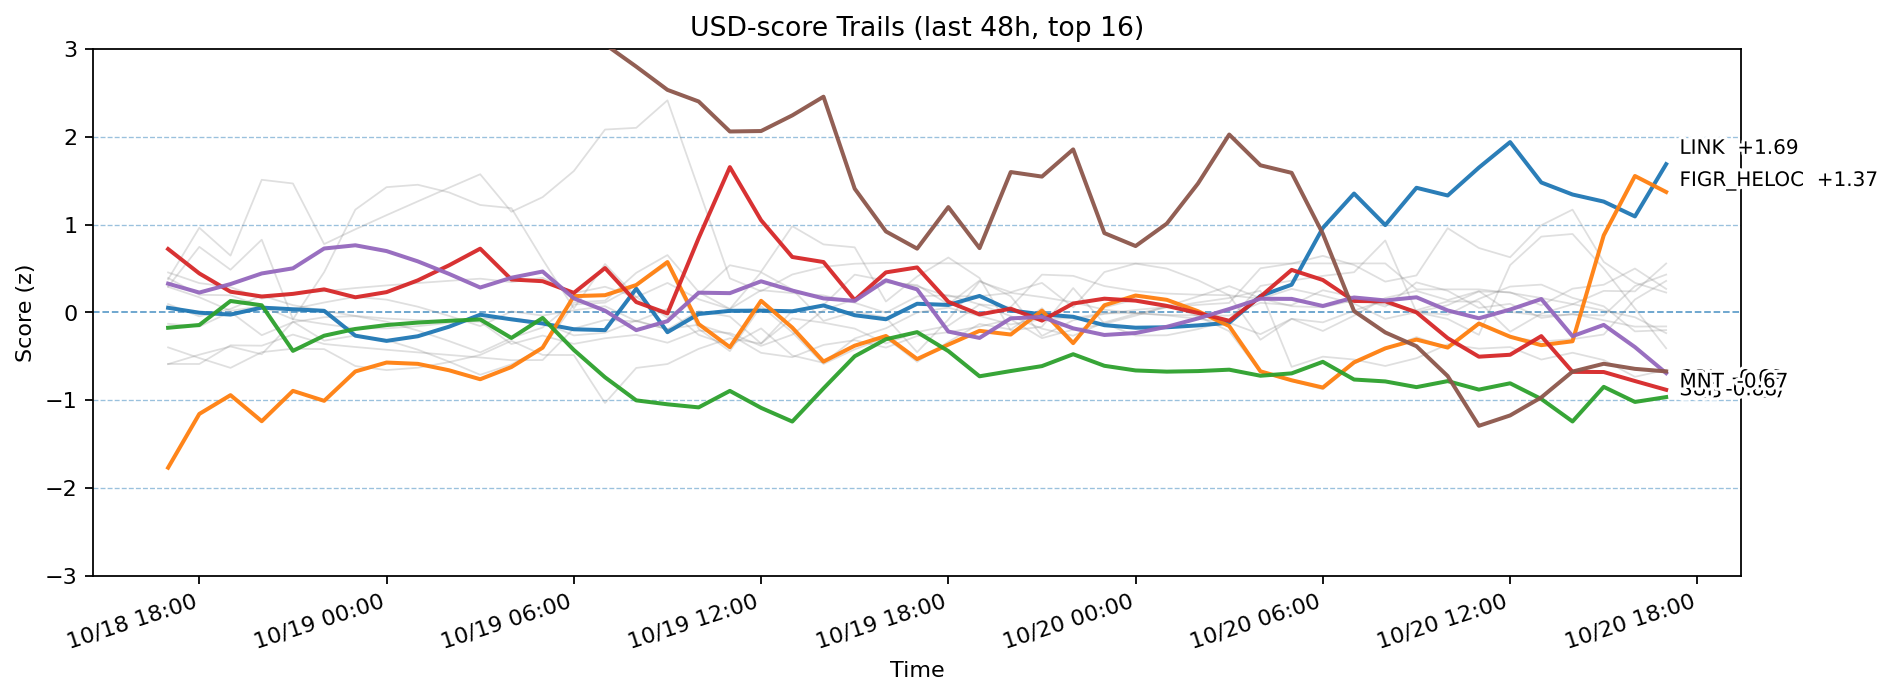 USD-score Trails (last 48h, top 16)
Score (z)
3
2
1
0
−1
−2
−3
LINK +1.69
FIGR_HELOC +1.37
MNT -0.67
10/18 18:00
10/19 00:00
10/19 06:00
10/19 12:00
10/19 18:00
10/20 00:00
10/20 06:00
10/20 12:00
10/20 18:00
Time